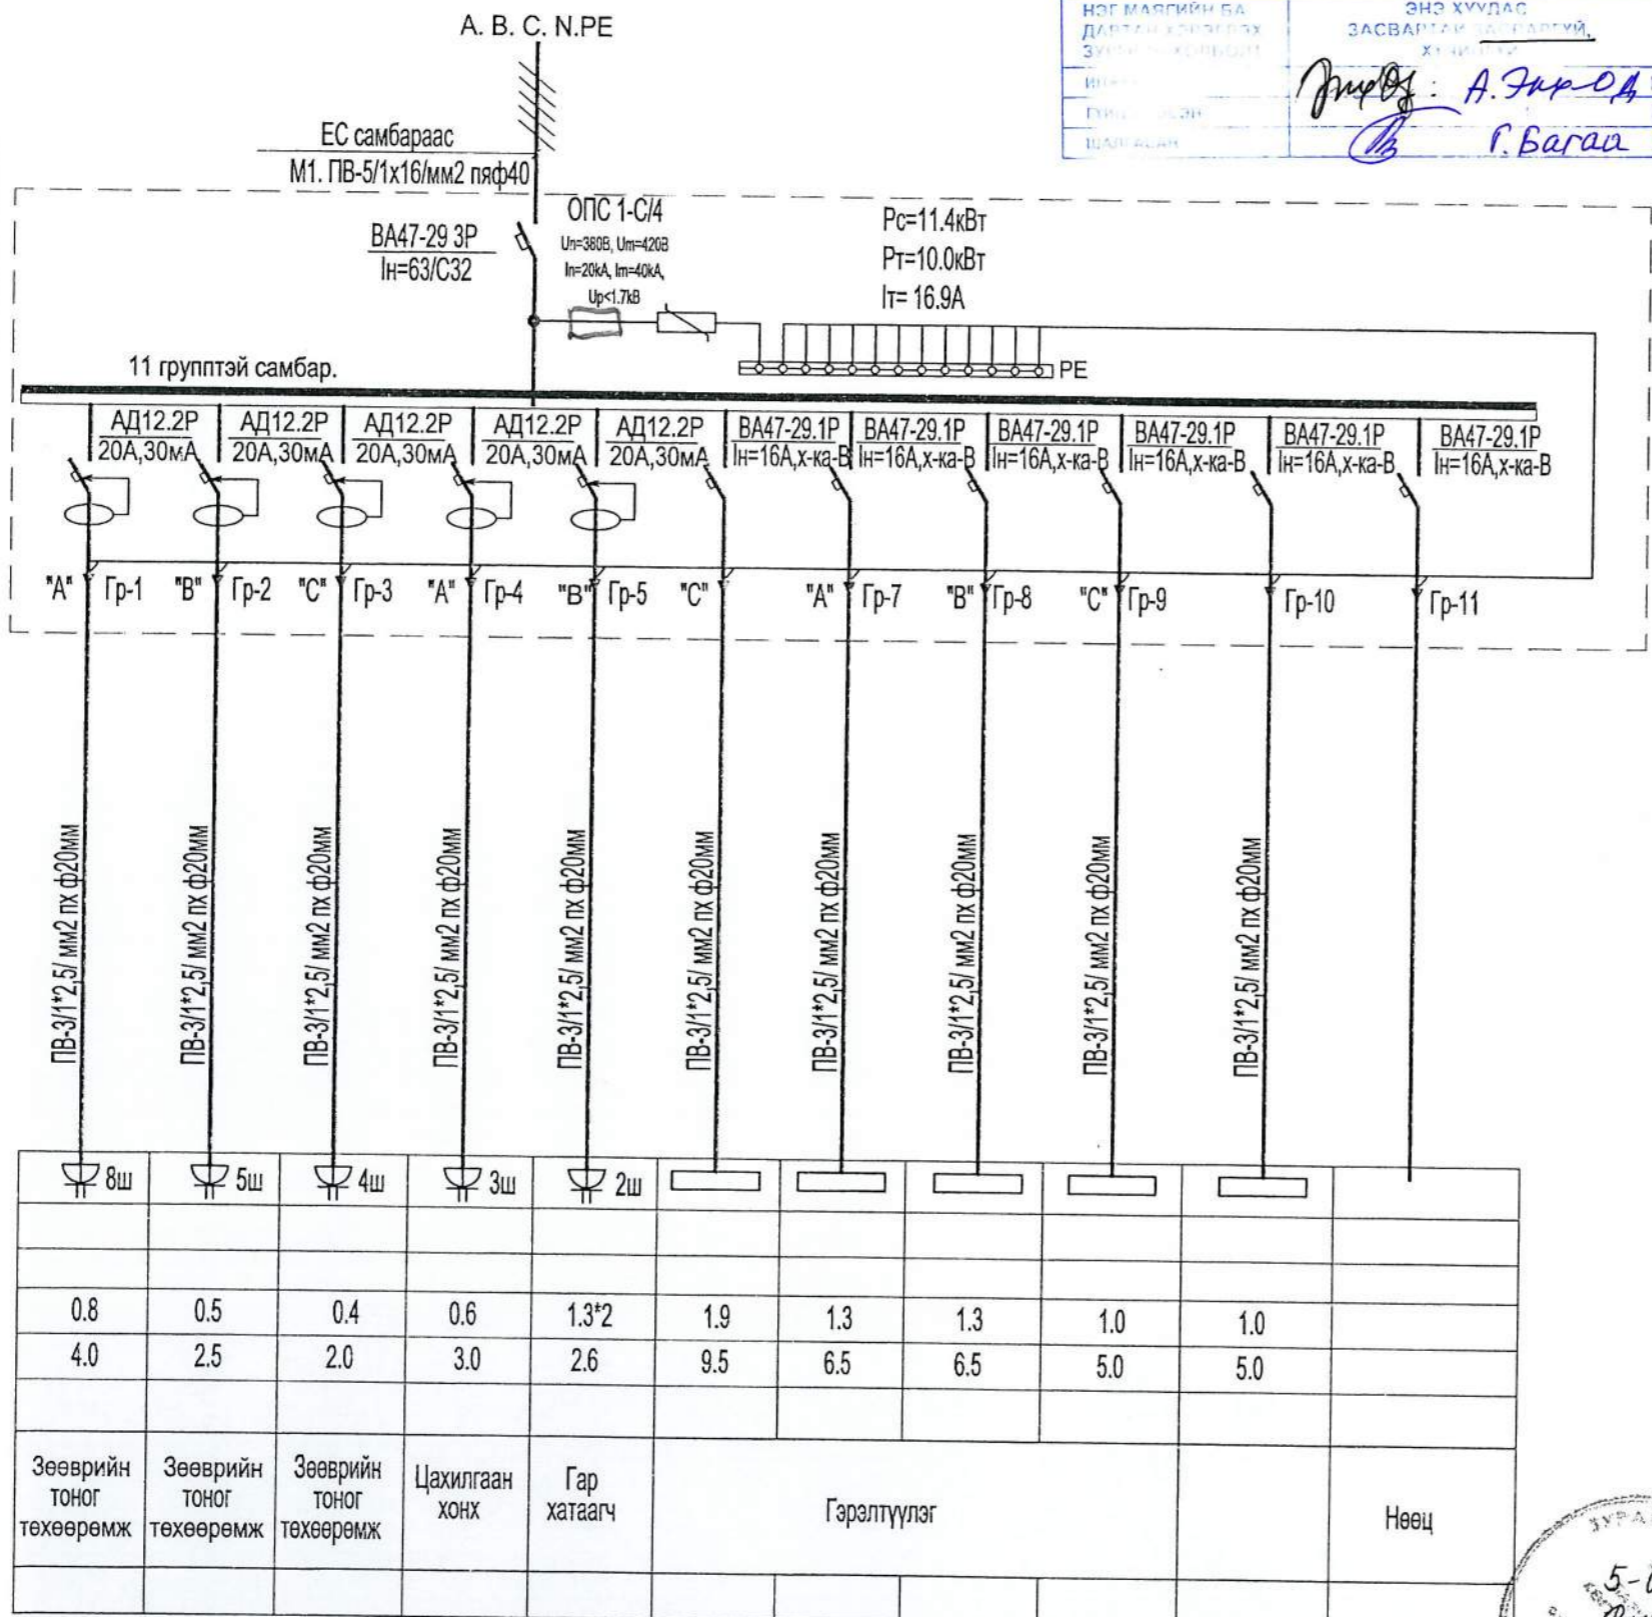 А. В. С. N.PE
НЭГ МАЯГИЙН БА
ЭНЭ ХУУДАС
ЗАСВАРТАЙ ЗАСВАРГҮЙ,
А. Энх-Од
Г. Багаа
ЕС самбараас
М1. ПВ-5/1х16/мм2 пяф40
ВА47-29 3Р
Iн=63/С32
ОПС 1-С/4
Un=380В, Um=420В
In=20kA, Im=40kA,
Up<1.7kB
Рс=11.4кВт
Рт=10.0кВт
Iт= 16.9А
PE
11 групптэй самбар.
АД12.2Р АД12.2Р АД12.2Р АД12.2Р АД12.2Р ВА47-29.1Р ВА47-29.1Р ВА47-29.1Р ВА47-29.1Р ВА47-29.1Р ВА47-29.1Р
20А,30мА 20А,30мА 20А,30мА 20А,30мА 20А,30мА Iн=16А,х-ка-В Iн=16А,х-ка-В Iн=16А,х-ка-В Iн=16А,х-ка-В Iн=16А,х-ка-В Iн=16А,х-ка-В
"А" Гр-1 "В" Гр-2 "С" Гр-3 "А" Гр-4 "В" Гр-5 "С" "А" Гр-7 "В" Гр-8 "С" Гр-9 Гр-10 Гр-11
ПВ-3/1*2,5/ мм2 пх ф20мм
ПВ-3/1*2,5/ мм2 пх ф20мм
ПВ-3/1*2,5/ мм2 пх ф20мм
ПВ-3/1*2,5/ мм2 пх ф20мм
ПВ-3/1*2,5/ мм2 пх ф20мм
ПВ-3/1*2,5/ мм2 пх ф20мм
ПВ-3/1*2,5/ мм2 пх ф20мм
ПВ-3/1*2,5/ мм2 пх ф20мм
ПВ-3/1*2,5/ мм2 пх ф20мм
ПВ-3/1*2,5/ мм2 пх ф20мм
8ш 5ш 4ш 3ш 2ш
0.8 0.5 0.4 0.6 1.3*2 1.9 1.3 1.3 1.0 1.0
4.0 2.5 2.0 3.0 2.6 9.5 6.5 6.5 5.0 5.0
Зөөврийн
тоног
төхөөрөмж
Зөөврийн
тоног
төхөөрөмж
Зөөврийн
тоног
төхөөрөмж
Цахилгаан
хонх
Гар
хатаагч
Гэрэлтүүлэг
Нөөц